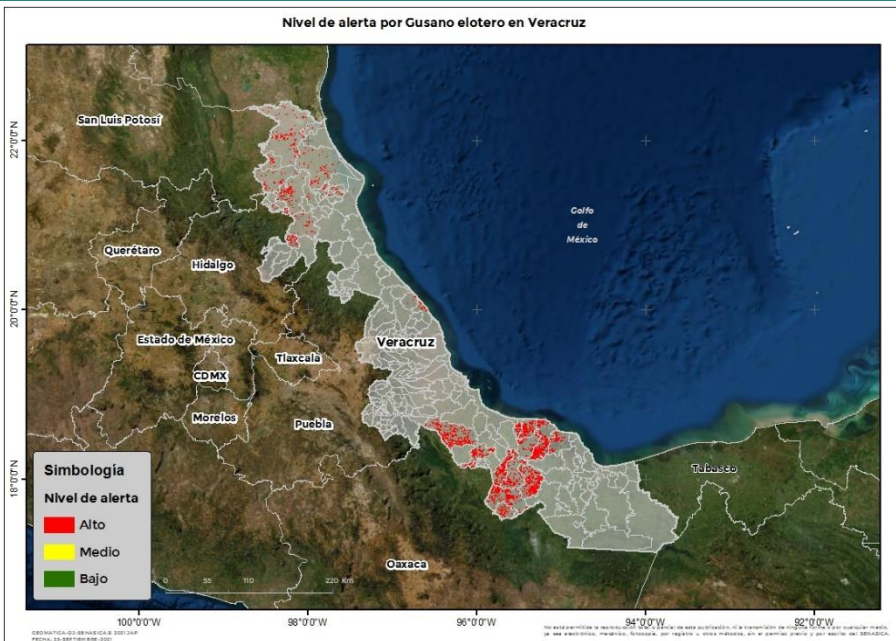 Nivel de alerta por Gusano elotero en Veracruz
San Luis Potosí
22°0'0"N
Golfo
de
México
Querétaro
Hidalgo
20°0'0"N
Estado de México
Veracruz
Tlaxcala
CDMX
Morelos
Puebla
18°0'0"N
Tabasco
Simbología
Nivel de alerta
Alto
Medio
Bajo
0 55 110 220 Km
Oaxaca
100°0'0"W 98°0'0"W 96°0'0"W 94°0'0"W 92°0'0"W